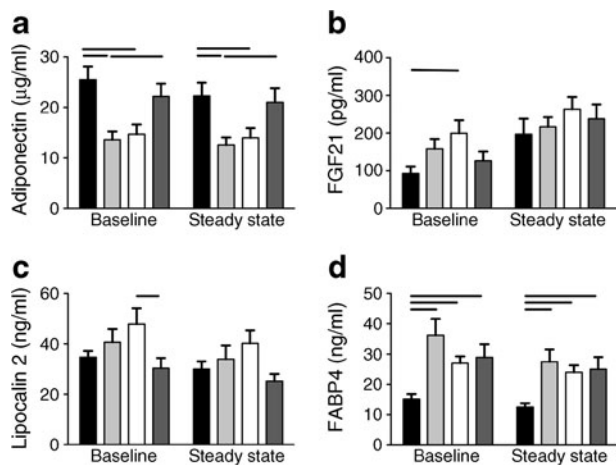 a
Adiponectin (μg/ml)
30
20
10
0
Baseline
Steady state
b
FGF21 (pg/ml)
400
300
200
100
0
Baseline
Steady state
c
Lipocalin 2 (ng/ml)
60
40
20
0
Baseline
Steady state
d
FABP4 (ng/ml)
50
40
30
20
10
0
Baseline
Steady state